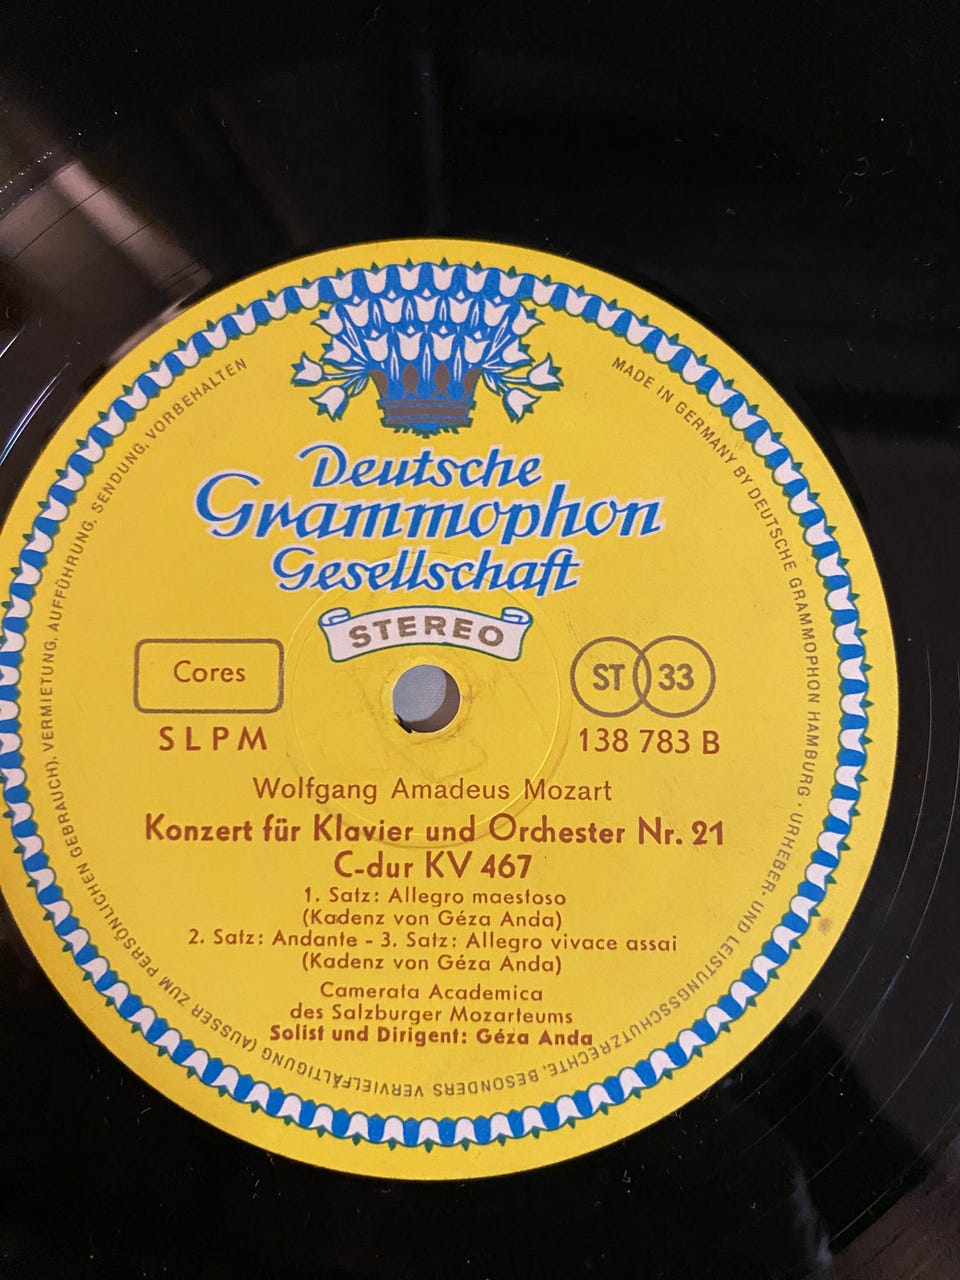 Deutsche
Grammophon
Gesellschaft
STEREO
Cores
ST 33
SLPM
138 783 B
Wolfgang Amadeus Mozart
Konzert für Klavier und Orchester Nr. 21
C-dur KV 467
1. Satz: Allegro maestoso
(Kadenz von Géza Anda)
2. Satz: Andante - 3. Satz: Allegro vivace assai
(Kadenz von Géza Anda)
Camerata Academica
des Salzburger Mozarteums
Solist und Dirigent: Géza Anda
MADE IN GERMANY BY DEUTSCHE GRAMMOPHON HAMBURG · URHEBER- UND LEISTUNGSSCHUTZRECHTE, BESONDERS VERVIELFÄLTIGUNG (AUSSER ZUM PERSÖNLICHEN GEBRAUCH), VERMIETUNG, AUFFÜHRUNG, SENDUNG, VORBEHALTEN